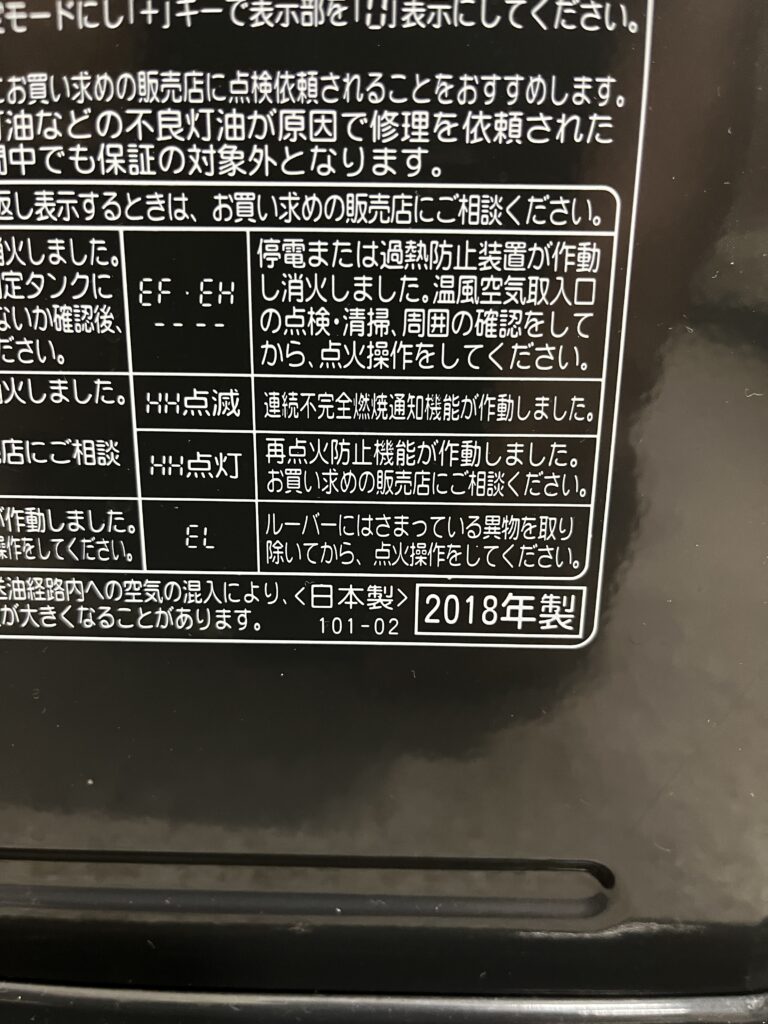 モードにし「+」キーで表示部を「U」表示にしてください。
お買い求めの販売店に点検依頼されることをおすすめします。
油などの不良灯油が原因で修理を依頼された
間中でも保証の対象外となります。
返し表示するときは、お買い求めの販売店にご相談ください。
消火しました。
定タンクに
ないか確認後、
ださい。
EF・EH
----
停電または過熱防止装置が作動
し消火しました。温風空気取入口
の点検・清掃、周囲の確認をして
から、点火操作をしてください。
火しました。
HH点滅
連続不完全燃焼通知機能が作動しました。
店にご相談
HH点灯
再点火防止機能が作動しました。
お買い求めの販売店にご相談ください。
が作動しました。
操作をしてください。
EL
ルーバーにはさまっている異物を取り
除いてから、点火操作をしてください。
送油経路内への空気の混入により、
が大きくなることがあります。
<日本製>
101-02
2018年製